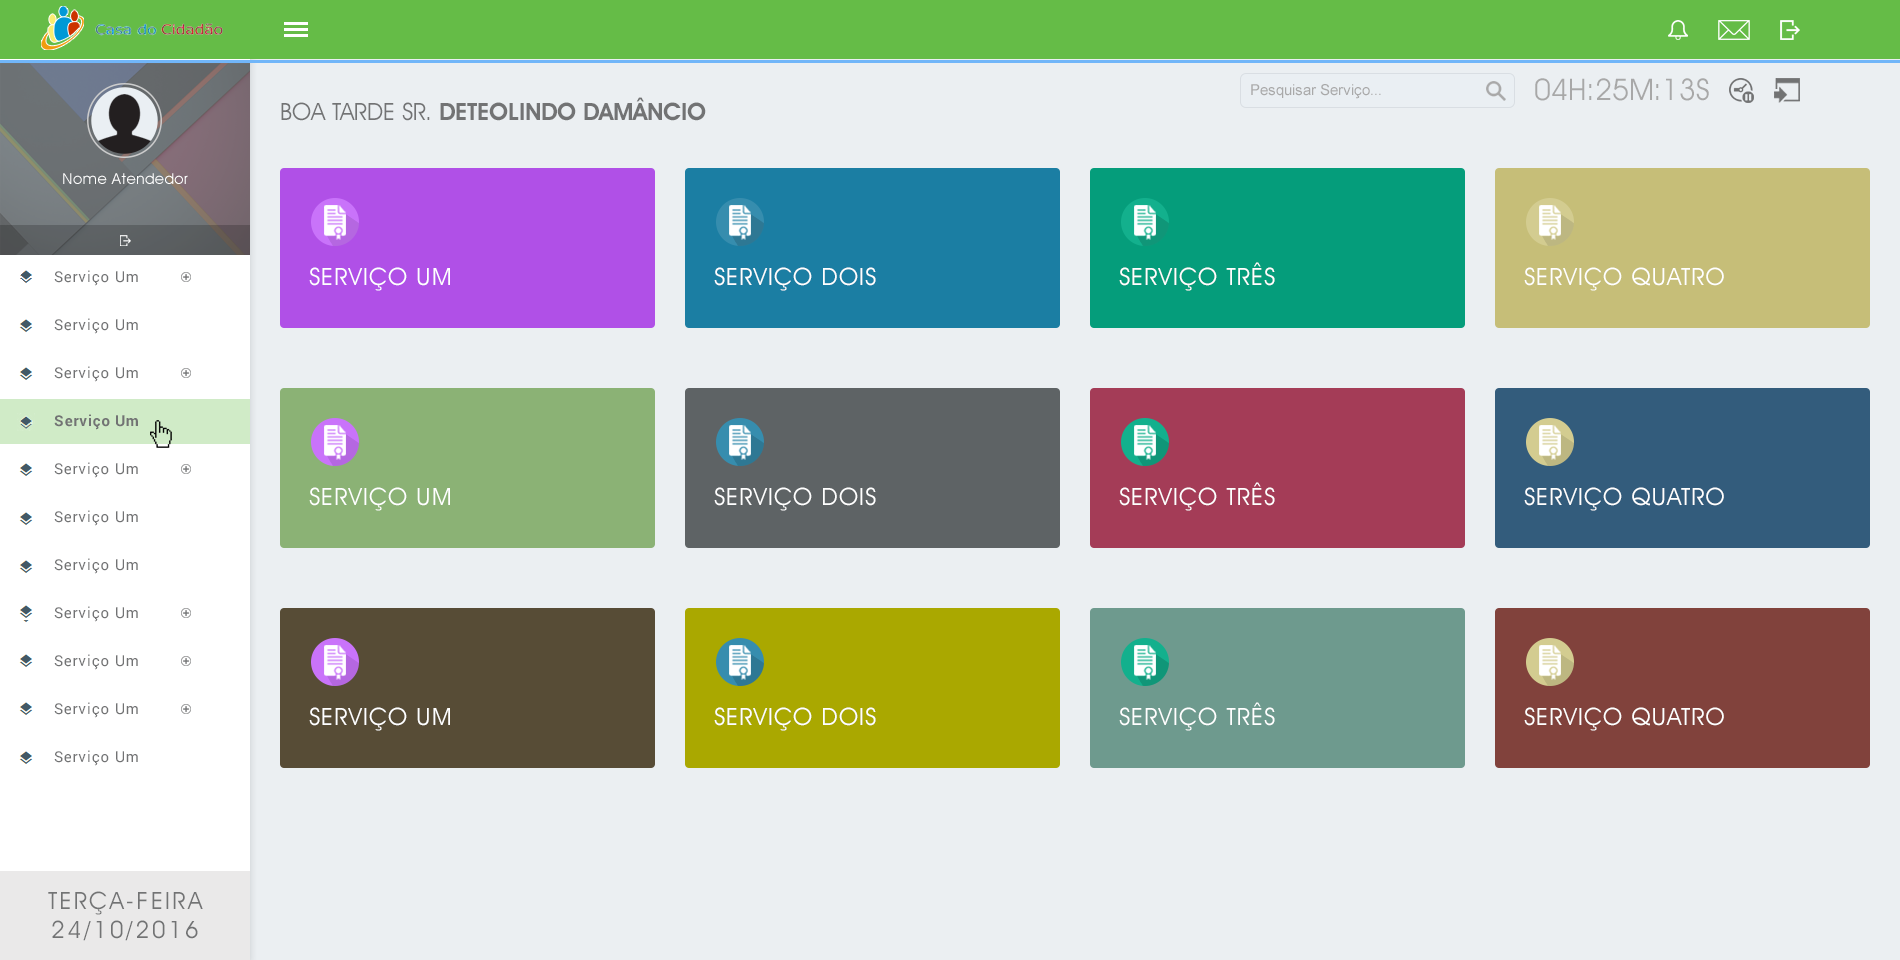 Casa do Cidadão
Pesquisar Serviço...
04H:25M:13S
BOA TARDE SR. DETEOLINDO DAMÂNCIO
Nome Atendedor
Serviço Um
Serviço Um
Serviço Um
Serviço Um
Serviço Um
Serviço Um
Serviço Um
Serviço Um
Serviço Um
Serviço Um
Serviço Um
TERÇA-FEIRA
24/10/2016
SERVIÇO UM
SERVIÇO DOIS
SERVIÇO TRÊS
SERVIÇO QUATRO
SERVIÇO UM
SERVIÇO DOIS
SERVIÇO TRÊS
SERVIÇO QUATRO
SERVIÇO UM
SERVIÇO DOIS
SERVIÇO TRÊS
SERVIÇO QUATRO